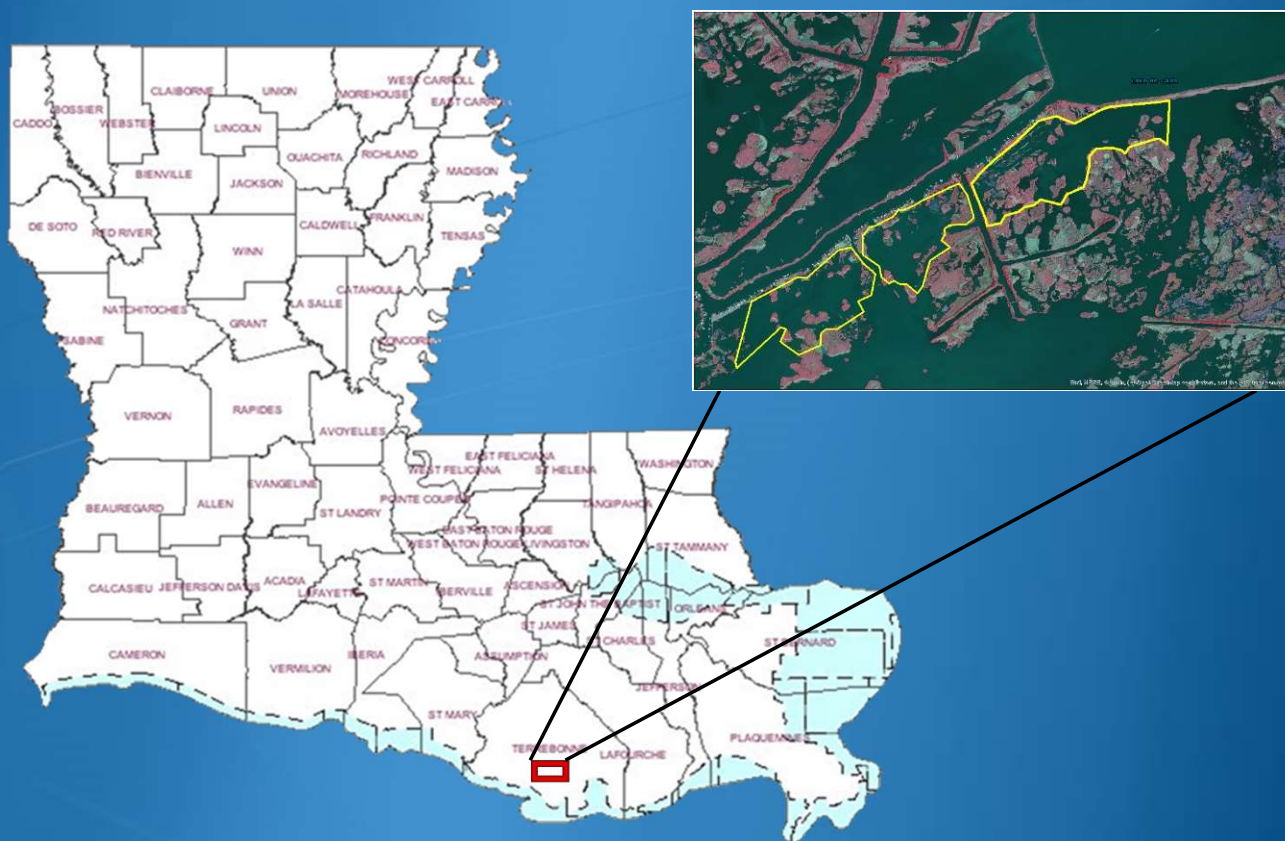 WEST CARROLL
CLAIBORNE
UNION
MOREHOUSE
BOSSIER
EAST CARROLL
WEBSTER
CADDO
LINCOLN
OUACHITA
RICHLAND
MADISON
BIENVILLE
JACKSON
FRANKLIN
CALDWELL
DE SOTO
RED RIVER
TENSAS
WINN
CATAHOULA
LA SALLE
NATCHITOCHES
GRANT
SABINE
CONCORDIA
VERNON
RAPIDES
AVOYELLES
EAST FELICIANA
WEST FELICIANA
ST HELENA
WASHINGTON
EVANGELINE
POINTE COUPEE
TANGIPAHOA
BEAUREGARD
ALLEN
ST LANDRY
EAST BATON ROUGE
WEST BATON ROUGE
LIVINGSTON
ST TAMMANY
CALCASIEU
JEFFERSON DAVIS
ACADIA
LAFAYETTE
ST MARTIN
IBERVILLE
ASCENSION
ST JOHN THE BAPTIST
ORLEANS
ST JAMES
ST CHARLES
ST BERNARD
CAMERON
VERMILION
IBERIA
ASSUMPTION
JEFFERSON
ST MARY
PLAQUEMINES
TERREBONNE
LAFOURCHE